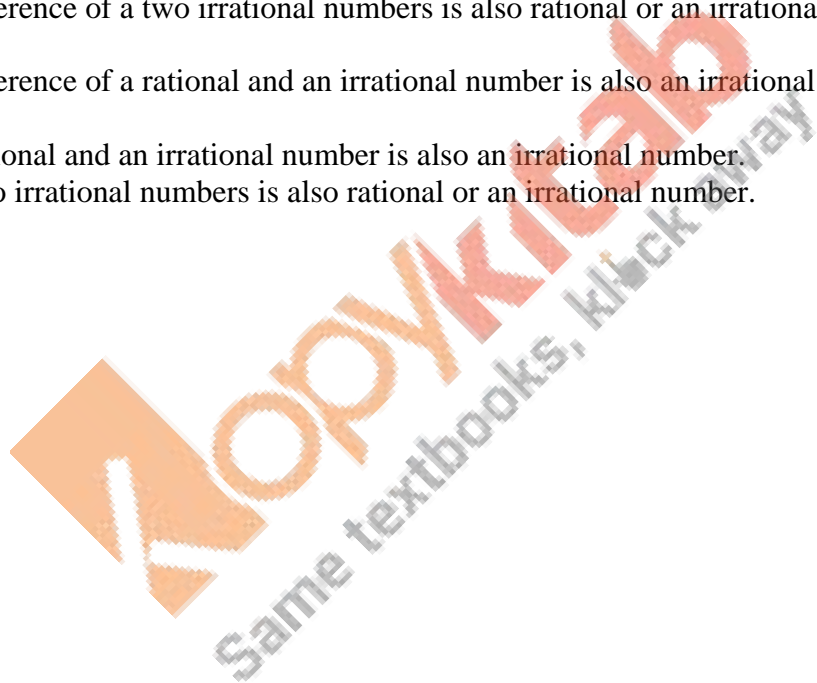 erence of a two irrational numbers is also rational or an irrationa
erence of a rational and an irrational number is also an irrational
onal and an irrational number is also an irrational number.
o irrational numbers is also rational or an irrational number.
Kopykitab
Same textbooks, klick away